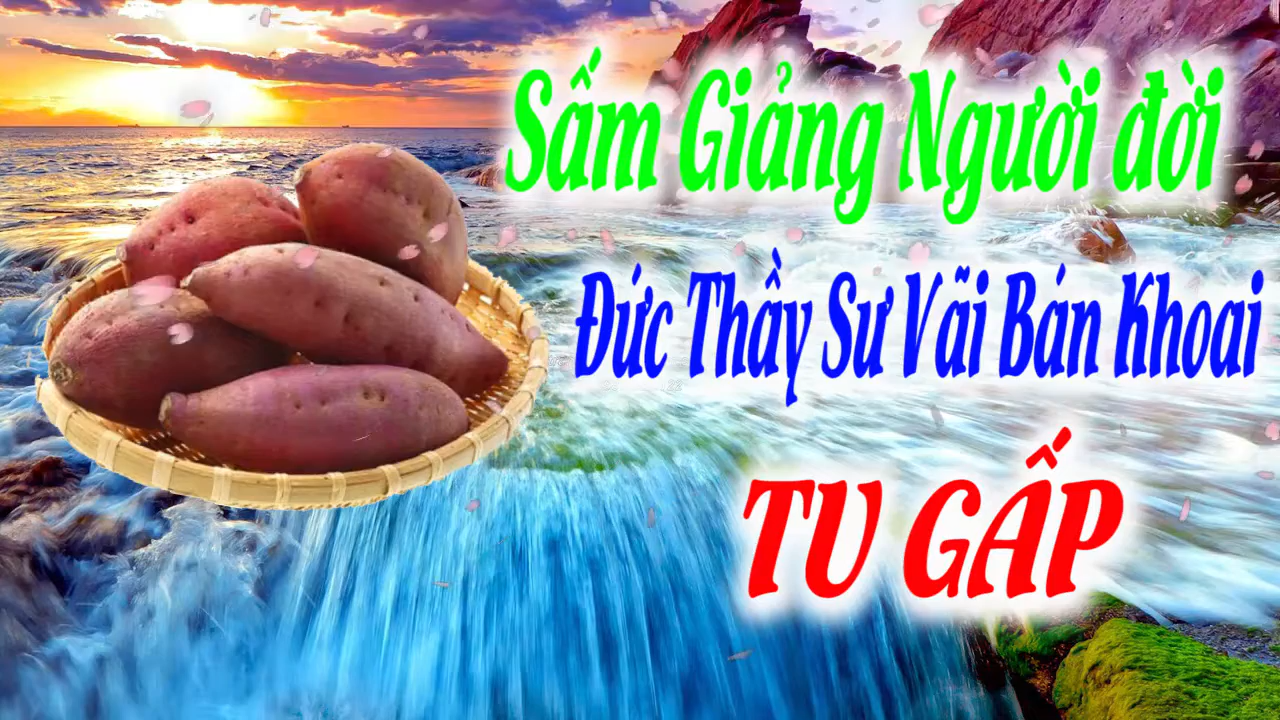 Sấm Giảng Người đời
Đức Thầy Sư Vãi Bán Khoai
TU GẤP